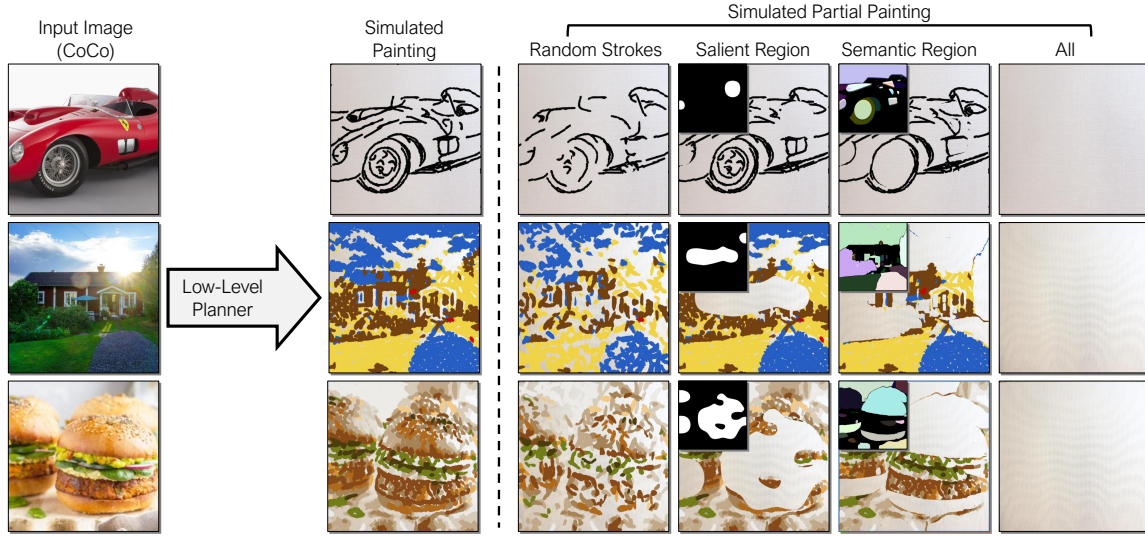 Input Image
(CoCo)
Simulated
Painting
Simulated Partial Painting
Random Strokes
Salient Region
Semantic Region
All
Low-Level
Planner